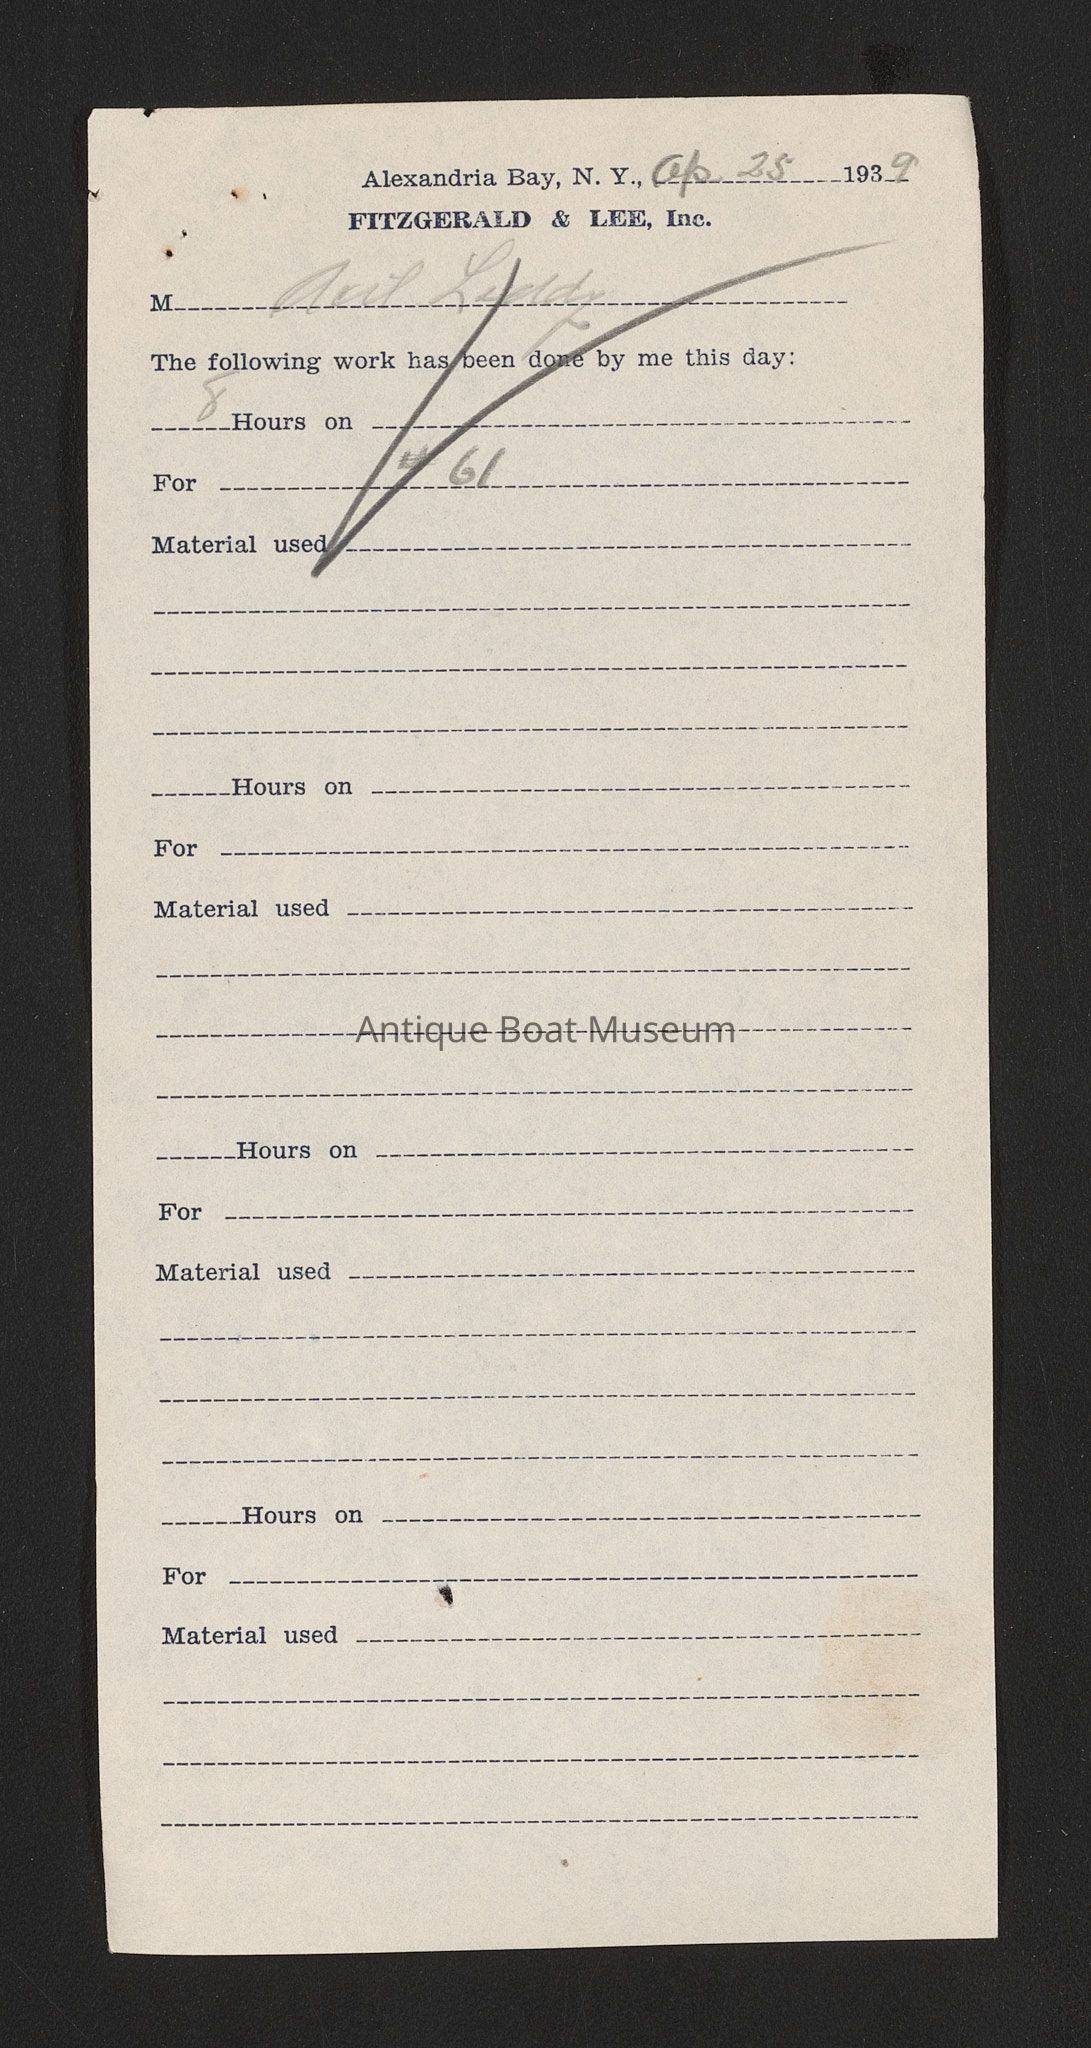 Alexandria Bay, N. Y., Ap 25 1939
FITZGERALD & LEE, Inc.
M Neil Leddy
The following work has been done by me this day:
8 Hours on
For # 61
Material used
Hours on
For
Material used
Antique Boat Museum
Hours on
For
Material used
Hours on
For
Material used